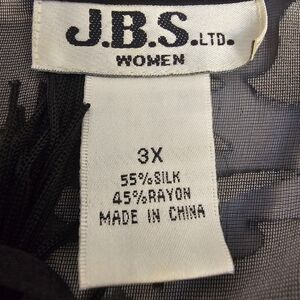 J.B.S.LTD.
WOMEN
3X
55%SILK
45%RAYON
MADE IN CHINA